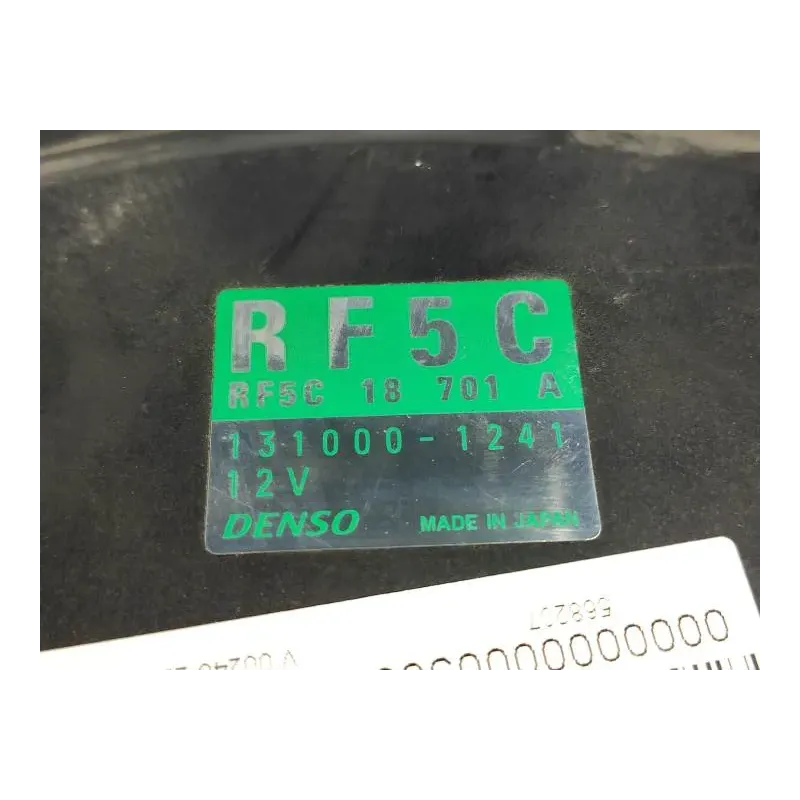 RF5C
RF5C 18 701 A
131000-1241
12V
DENSO MADE IN JAPAN